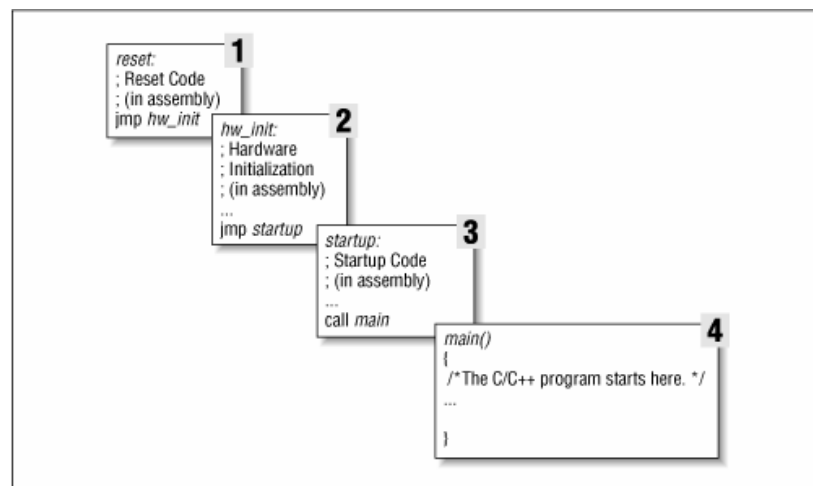 1
reset:
; Reset Code
; (in assembly)
jmp hw_init
2
hw_init:
; Hardware
; Initialization
; (in assembly)
...
jmp startup
3
startup:
; Startup Code
; (in assembly)
...
call main
4
main()
{
/*The C/C++ program starts here. */
...
}